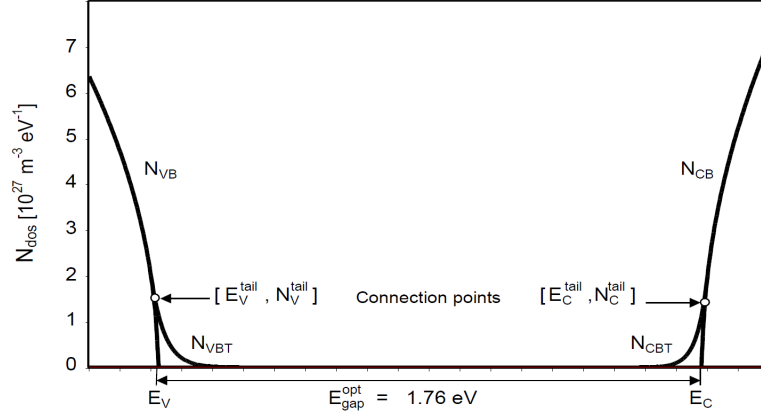 7
6
5
4
3
2
1
0
N_dos [10^27 m^-3 eV^-1]
N_VB
N_CB
[ E_V^tail , N_V^tail ]
Connection points
[ E_C^tail , N_C^tail ]
N_VBT
N_CBT
E_V
E_gap^opt = 1.76 eV
E_C